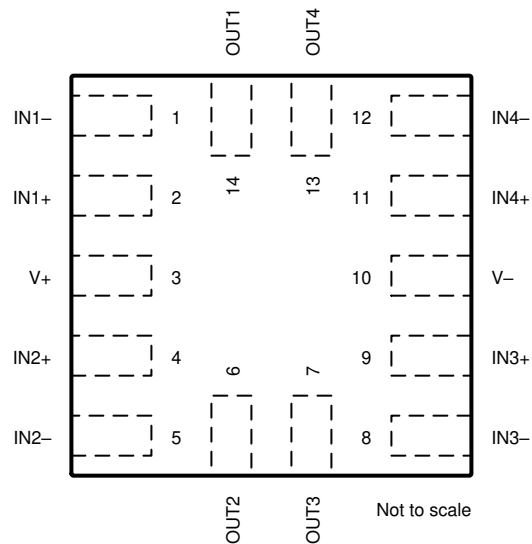 OUT1 OUT4
IN1– 1 12 IN4–
14 13
IN1+ 2 11 IN4+
V+ 3 10 V–
IN2+ 4 9 IN3+
6 7
IN2– 5 8 IN3–
OUT2 OUT3
Not to scale